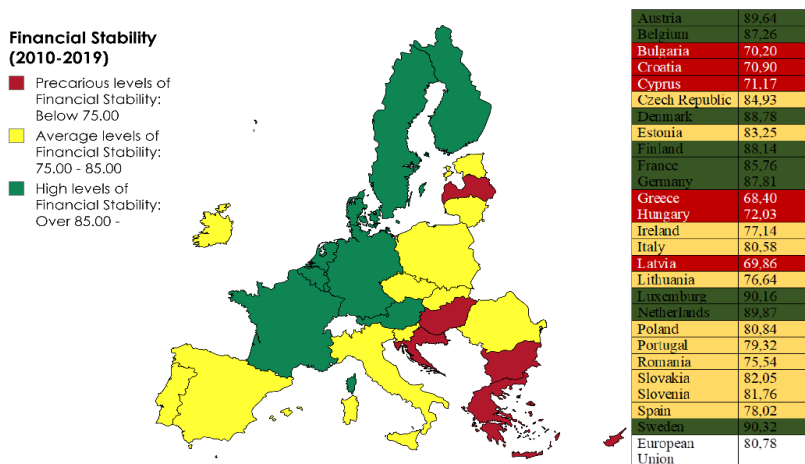 Financial Stability
(2010-2019)
Precarious levels of
Financial Stability:
Below 75.00
Average levels of
Financial Stability:
75.00 - 85.00
High levels of
Financial Stability:
Over 85.00 -
Austria 89,64
Belgium 87,26
Bulgaria 70,20
Croatia 70,90
Cyprus 71,17
Czech Republic 84,93
Denmark 88,78
Estonia 83,25
Finland 88,14
France 85,76
Germany 87,81
Greece 68,40
Hungary 72,03
Ireland 77,14
Italy 80,58
Latvia 69,86
Lithuania 76,64
Luxemburg 90,16
Netherlands 89,87
Poland 80,84
Portugal 79,32
Romania 75,54
Slovakia 82,05
Slovenia 81,76
Spain 78,02
Sweden 90,32
European 80,78
Union